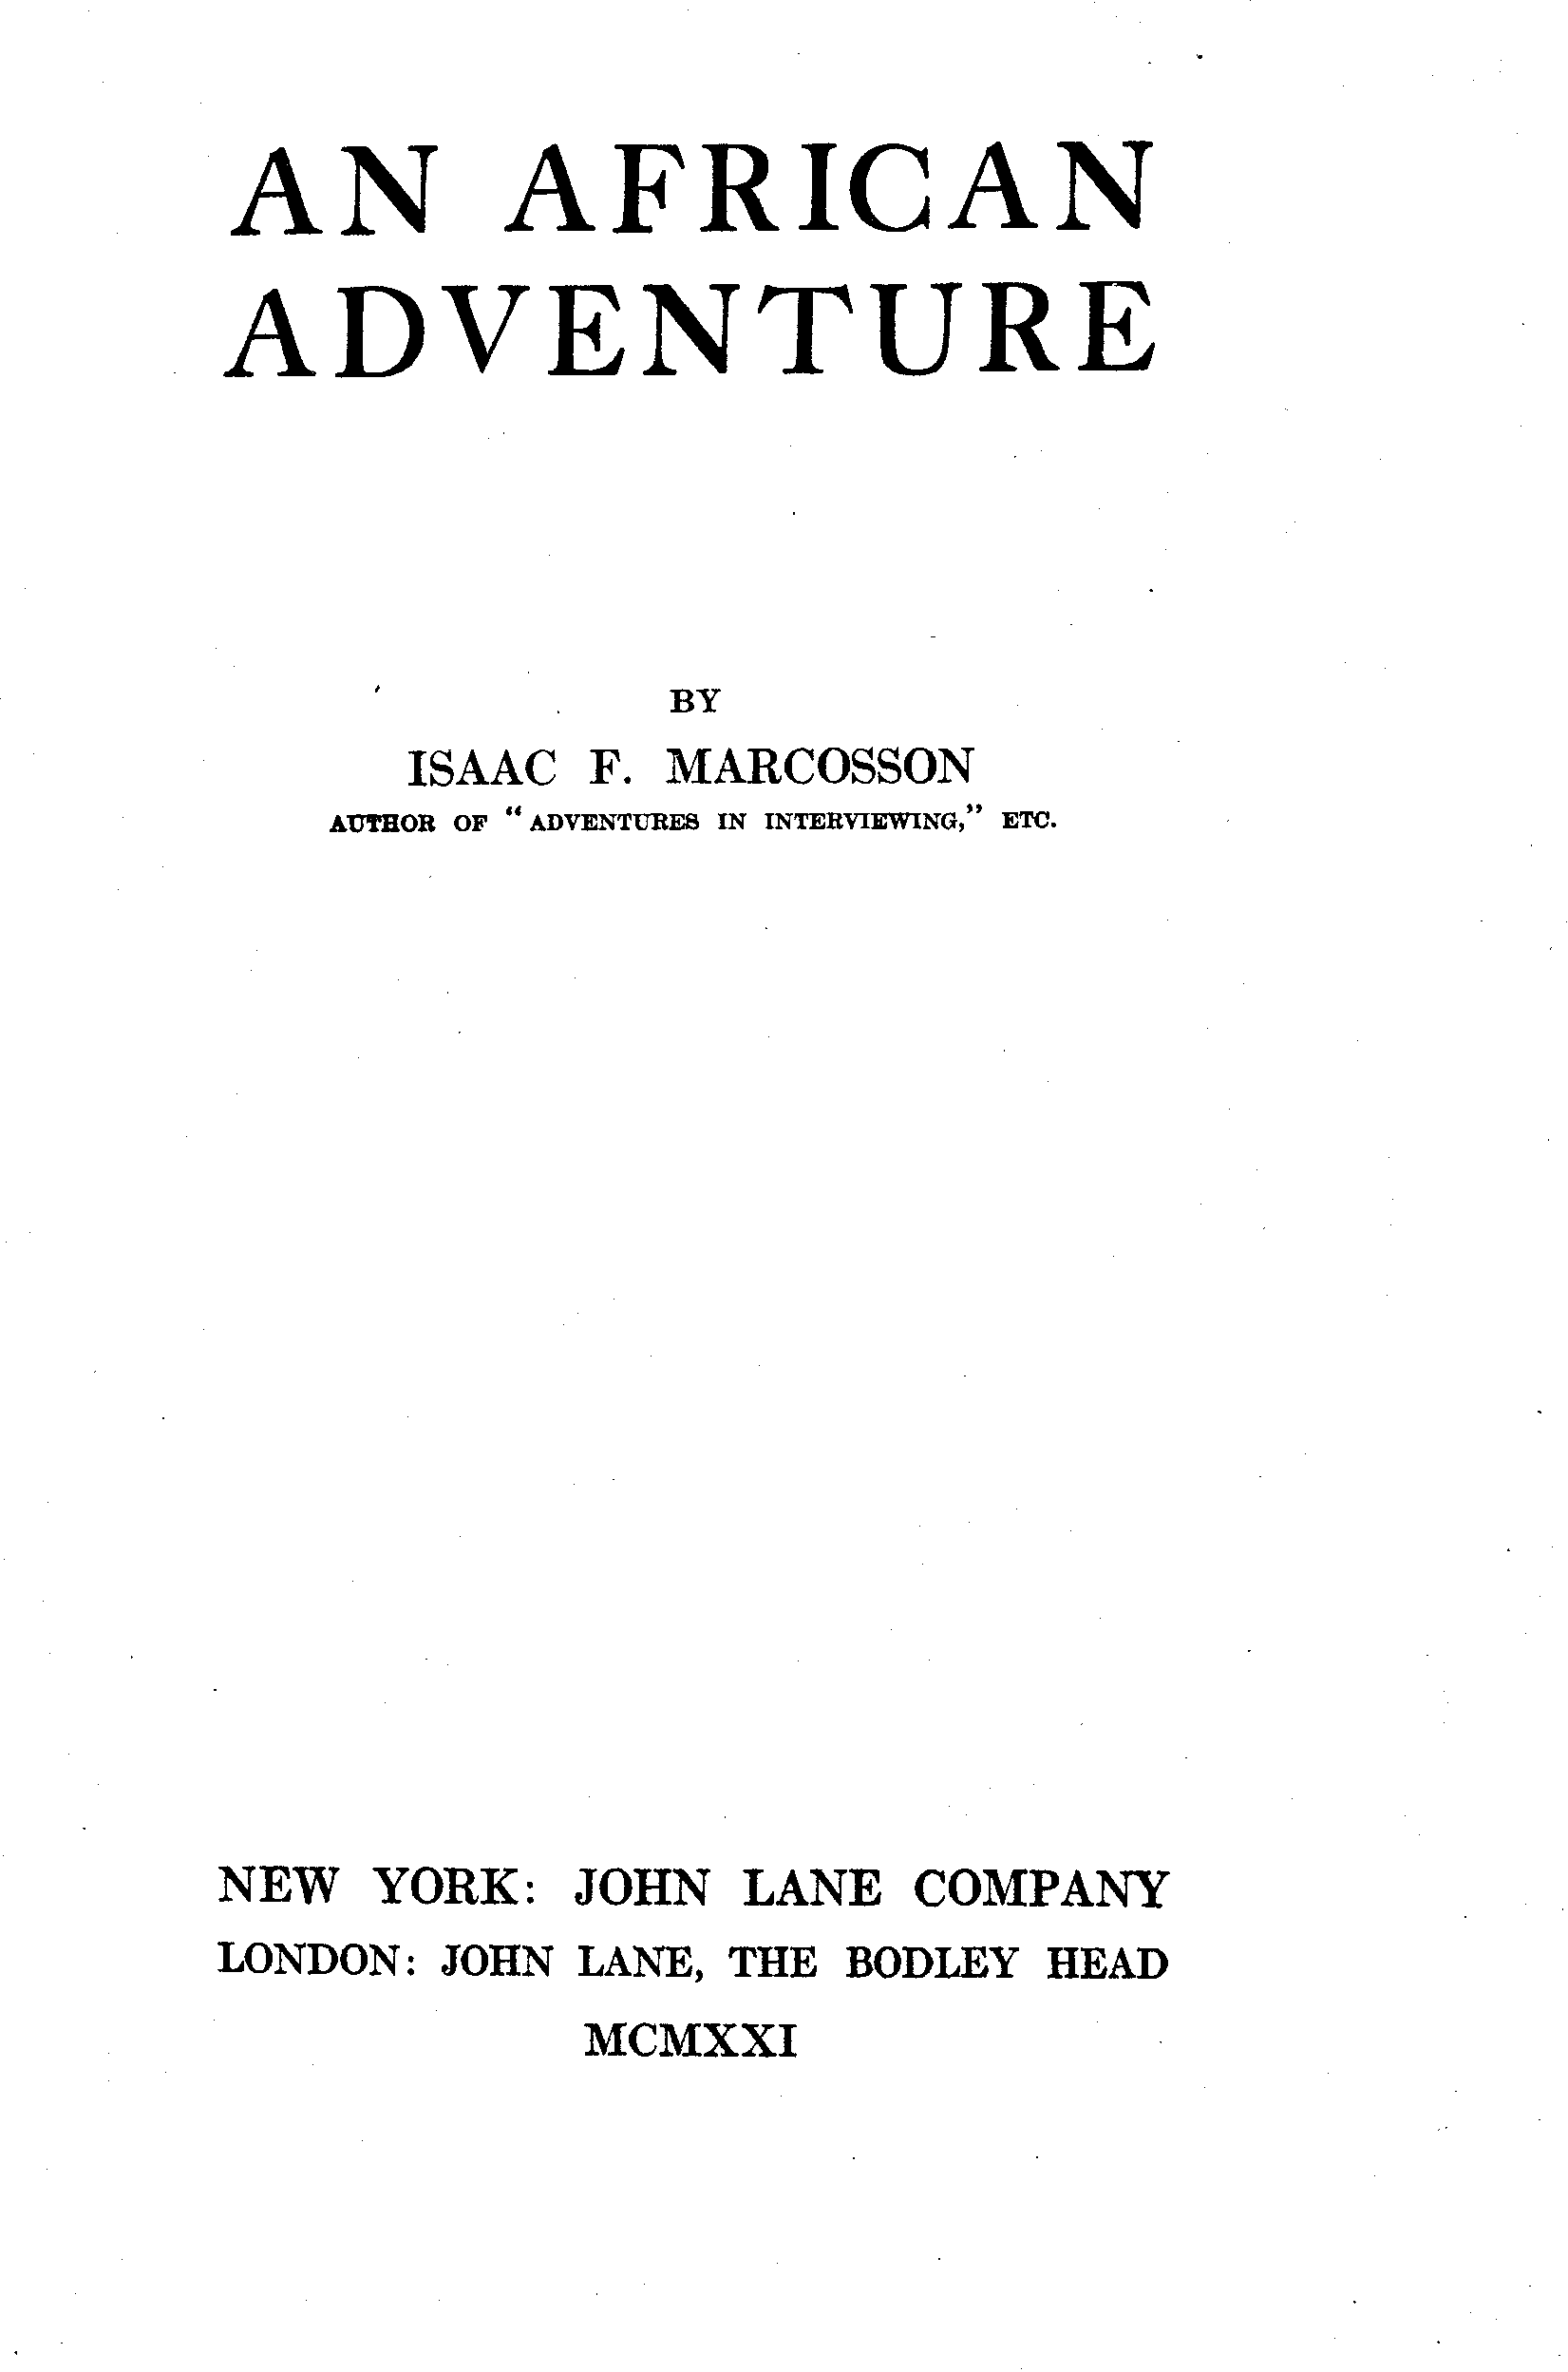 AN AFRICAN
ADVENTURE
BY
ISAAC F. MARCOSSON
AUTHOR OF "ADVENTURES IN INTERVIEWING," ETC.
NEW YORK: JOHN LANE COMPANY
LONDON: JOHN LANE, THE BODLEY HEAD
MCMXXI